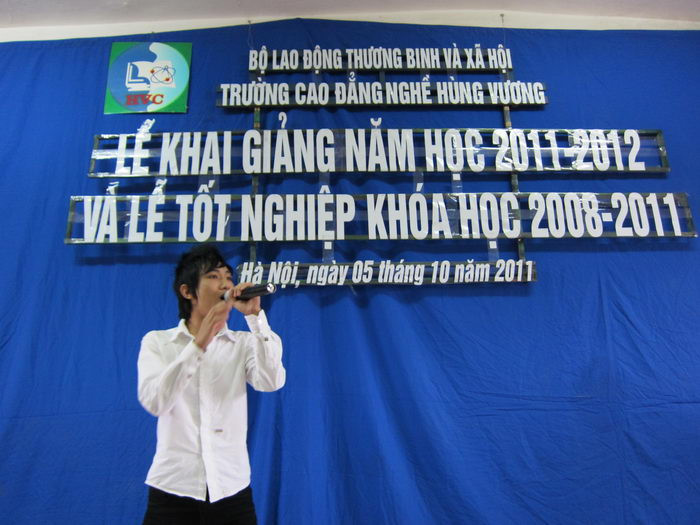 BỘ LAO ĐỘNG THƯƠNG BINH VÀ XÃ HỘI
TRƯỜNG CAO ĐẲNG NGHỀ HÙNG VƯƠNG
HVC
LỄ KHAI GIẢNG NĂM HỌC 2011-2012
VÀ LỄ TỐT NGHIỆP KHÓA HỌC 2008-2011
Hà Nội, ngày 05 tháng 10 năm 2011